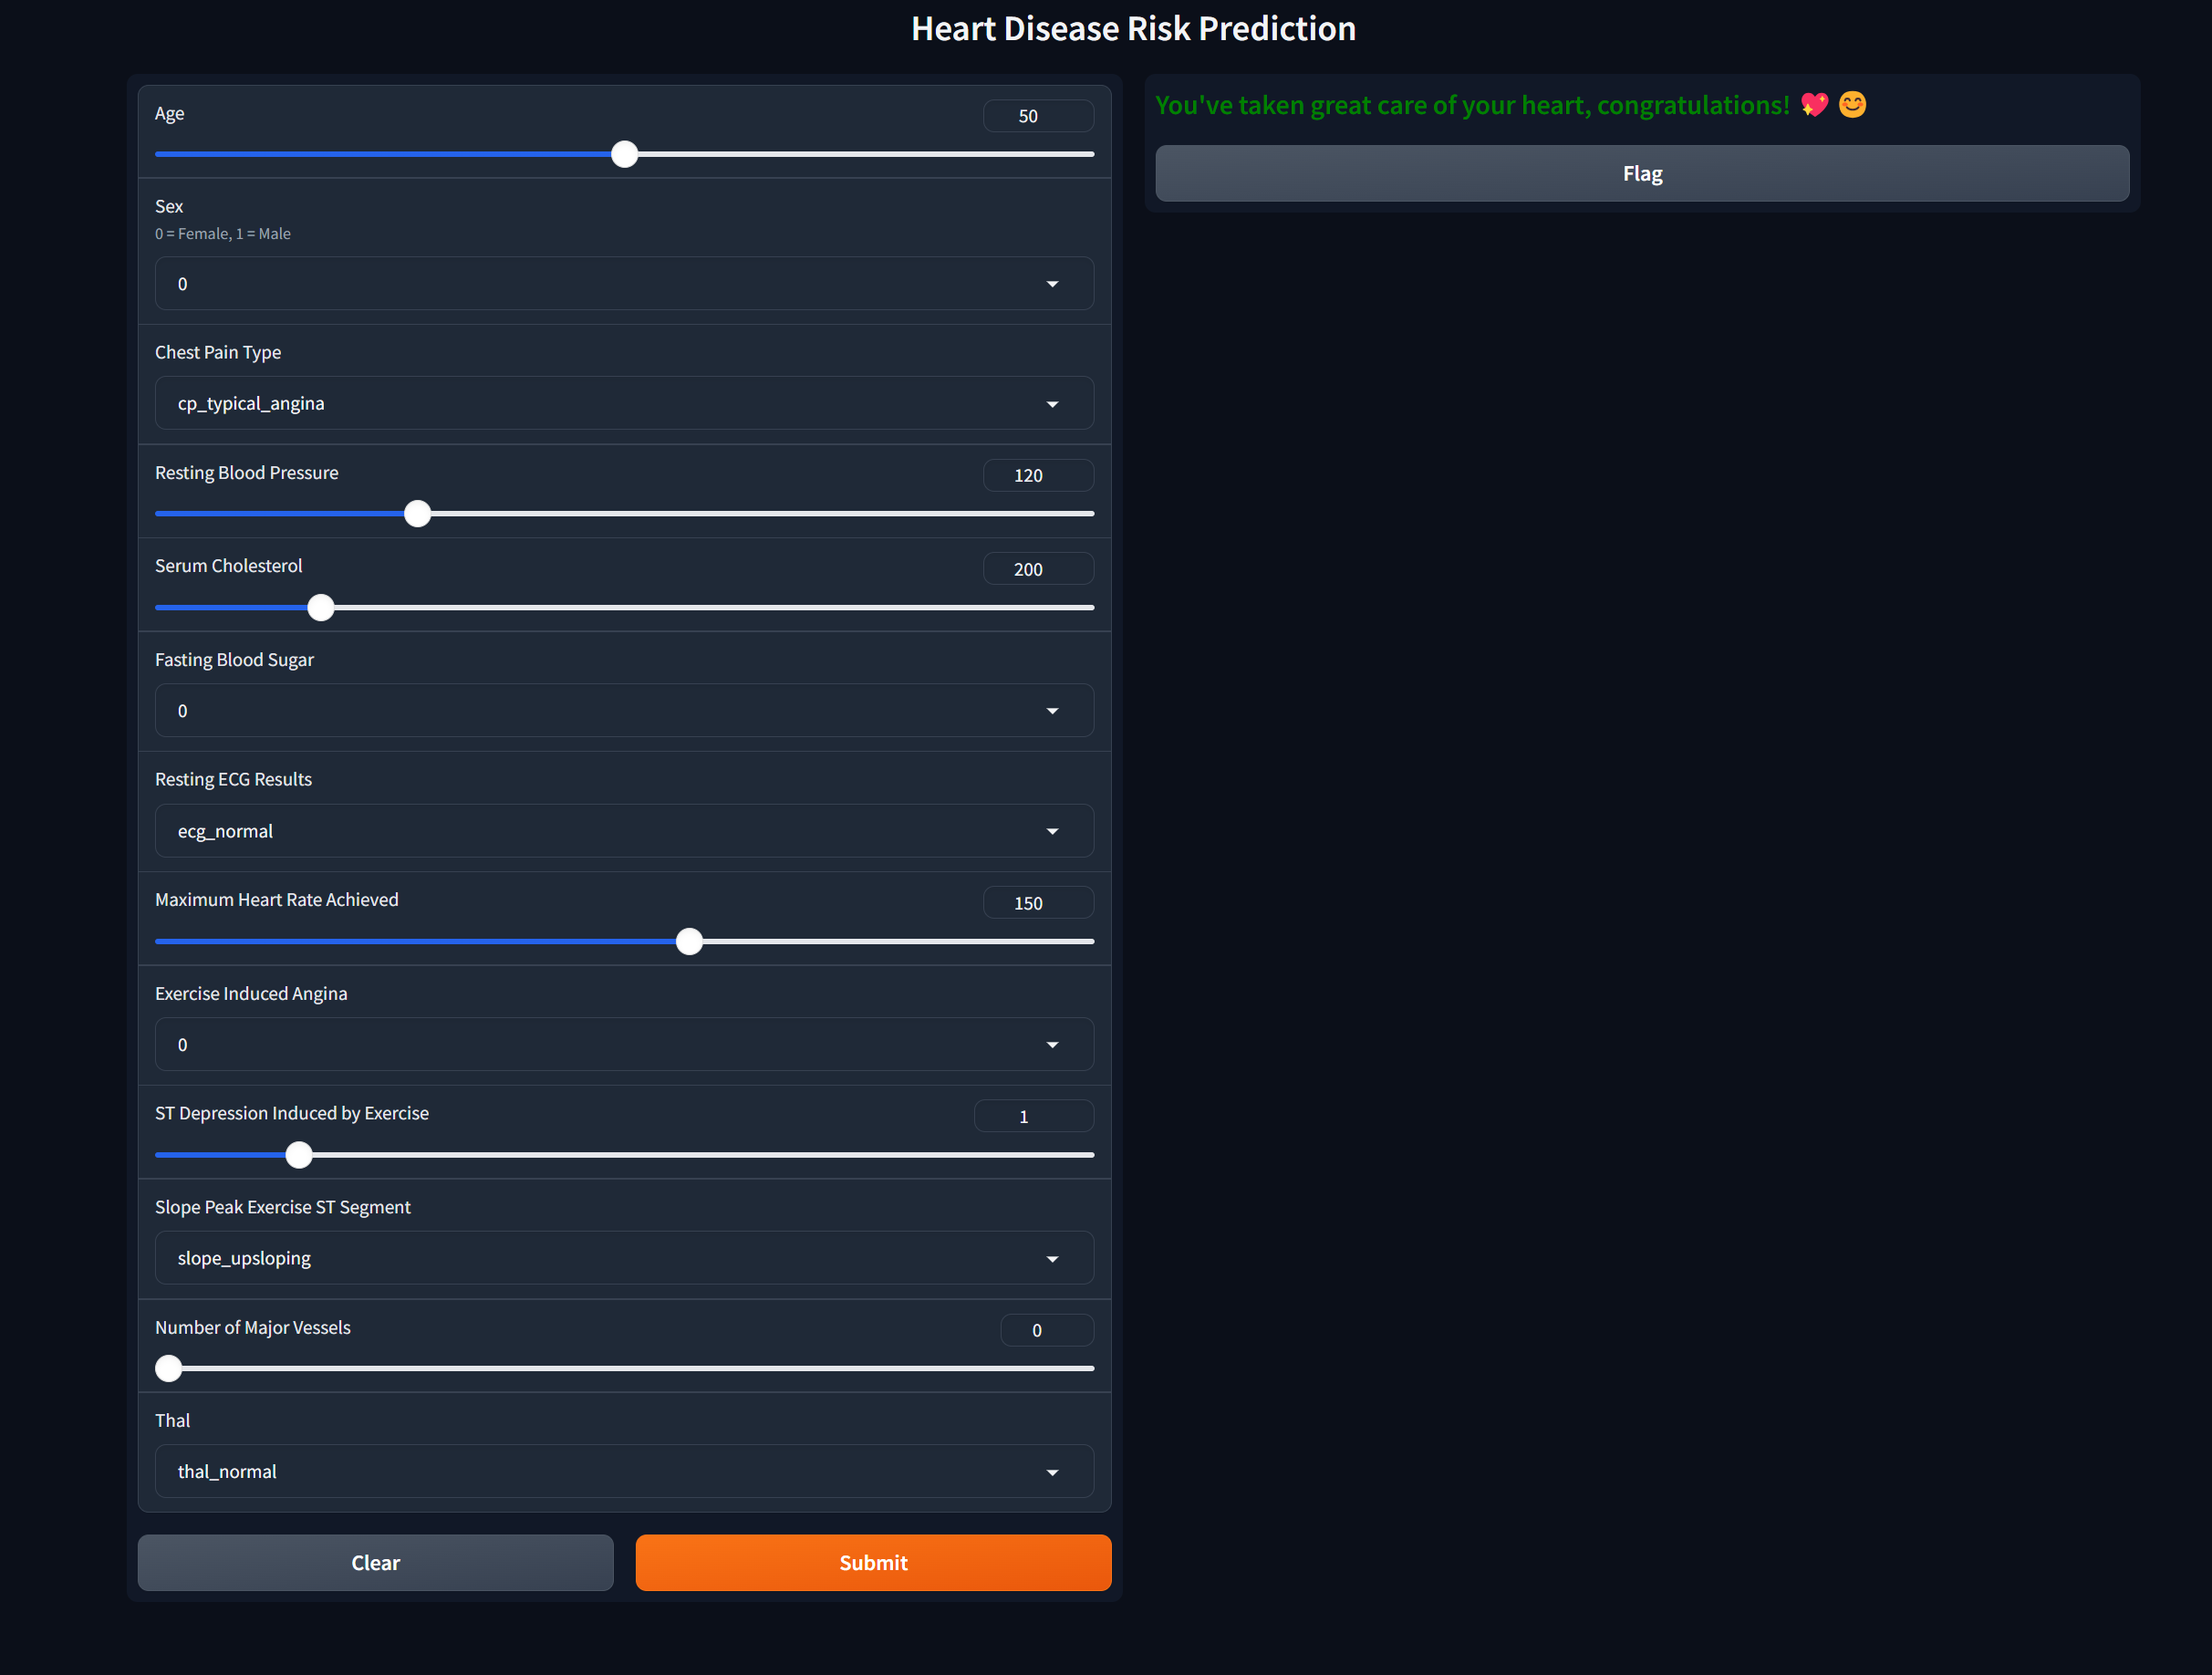 Heart Disease Risk Prediction
Age
50
Sex
0 = Female, 1 = Male
0
Chest Pain Type
cp_typical_angina
Resting Blood Pressure
120
Serum Cholesterol
200
Fasting Blood Sugar
0
Resting ECG Results
ecg_normal
Maximum Heart Rate Achieved
150
Exercise Induced Angina
0
ST Depression Induced by Exercise
1
Slope Peak Exercise ST Segment
slope_upsloping
Number of Major Vessels
0
Thal
thal_normal
Clear
Submit
You've taken great care of your heart, congratulations! 💖 😊
Flag